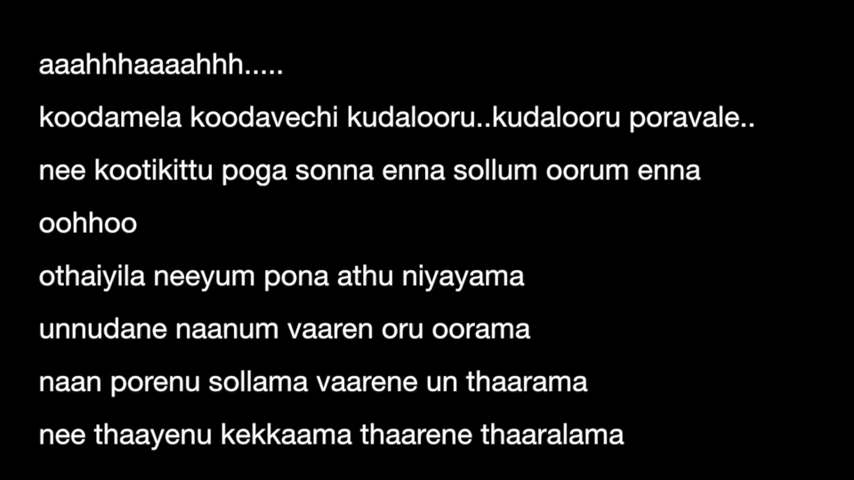 aaahhhaaaahhh.....
koodamela koodavechi kudalooru..kudalooru poravale..
nee kootikittu poga sonna enna sollum oorum enna
oohhoo
othaiyila neeyum pona athu niyayama
unnudane naanum vaaren oru oorama
naan porenu sollama vaarene un thaarama
nee thaayenu kekkaama thaarene thaaralama